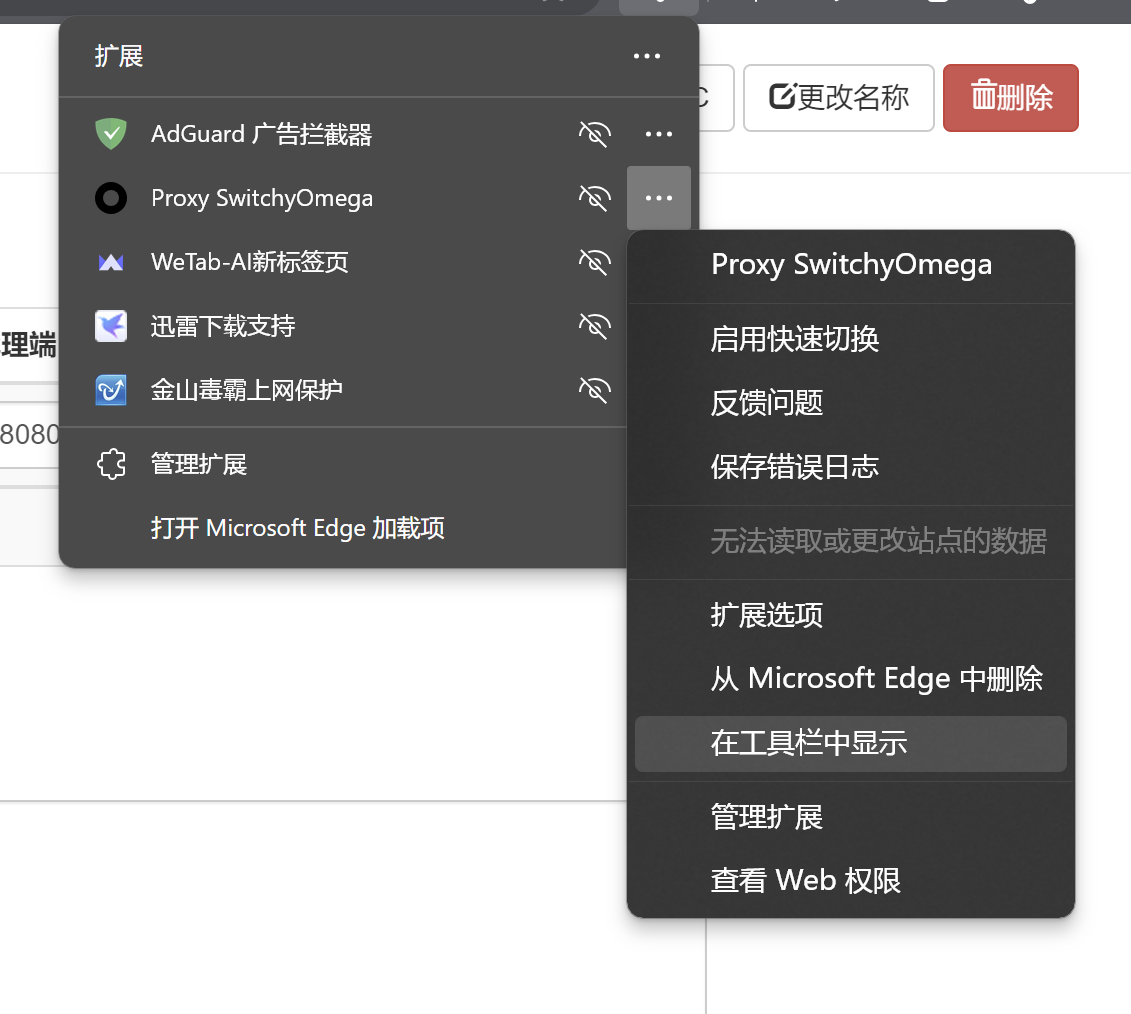 扩展
AdGuard 广告拦截器
Proxy SwitchyOmega
WeTab-AI新标签页
迅雷下载支持
金山毒霸上网保护
管理扩展
打开 Microsoft Edge 加载项
C
更改名称
删除
理端
8080
Proxy SwitchyOmega
启用快速切换
反馈问题
保存错误日志
无法读取或更改站点的数据
扩展选项
从 Microsoft Edge 中删除
在工具栏中显示
管理扩展
查看 Web 权限